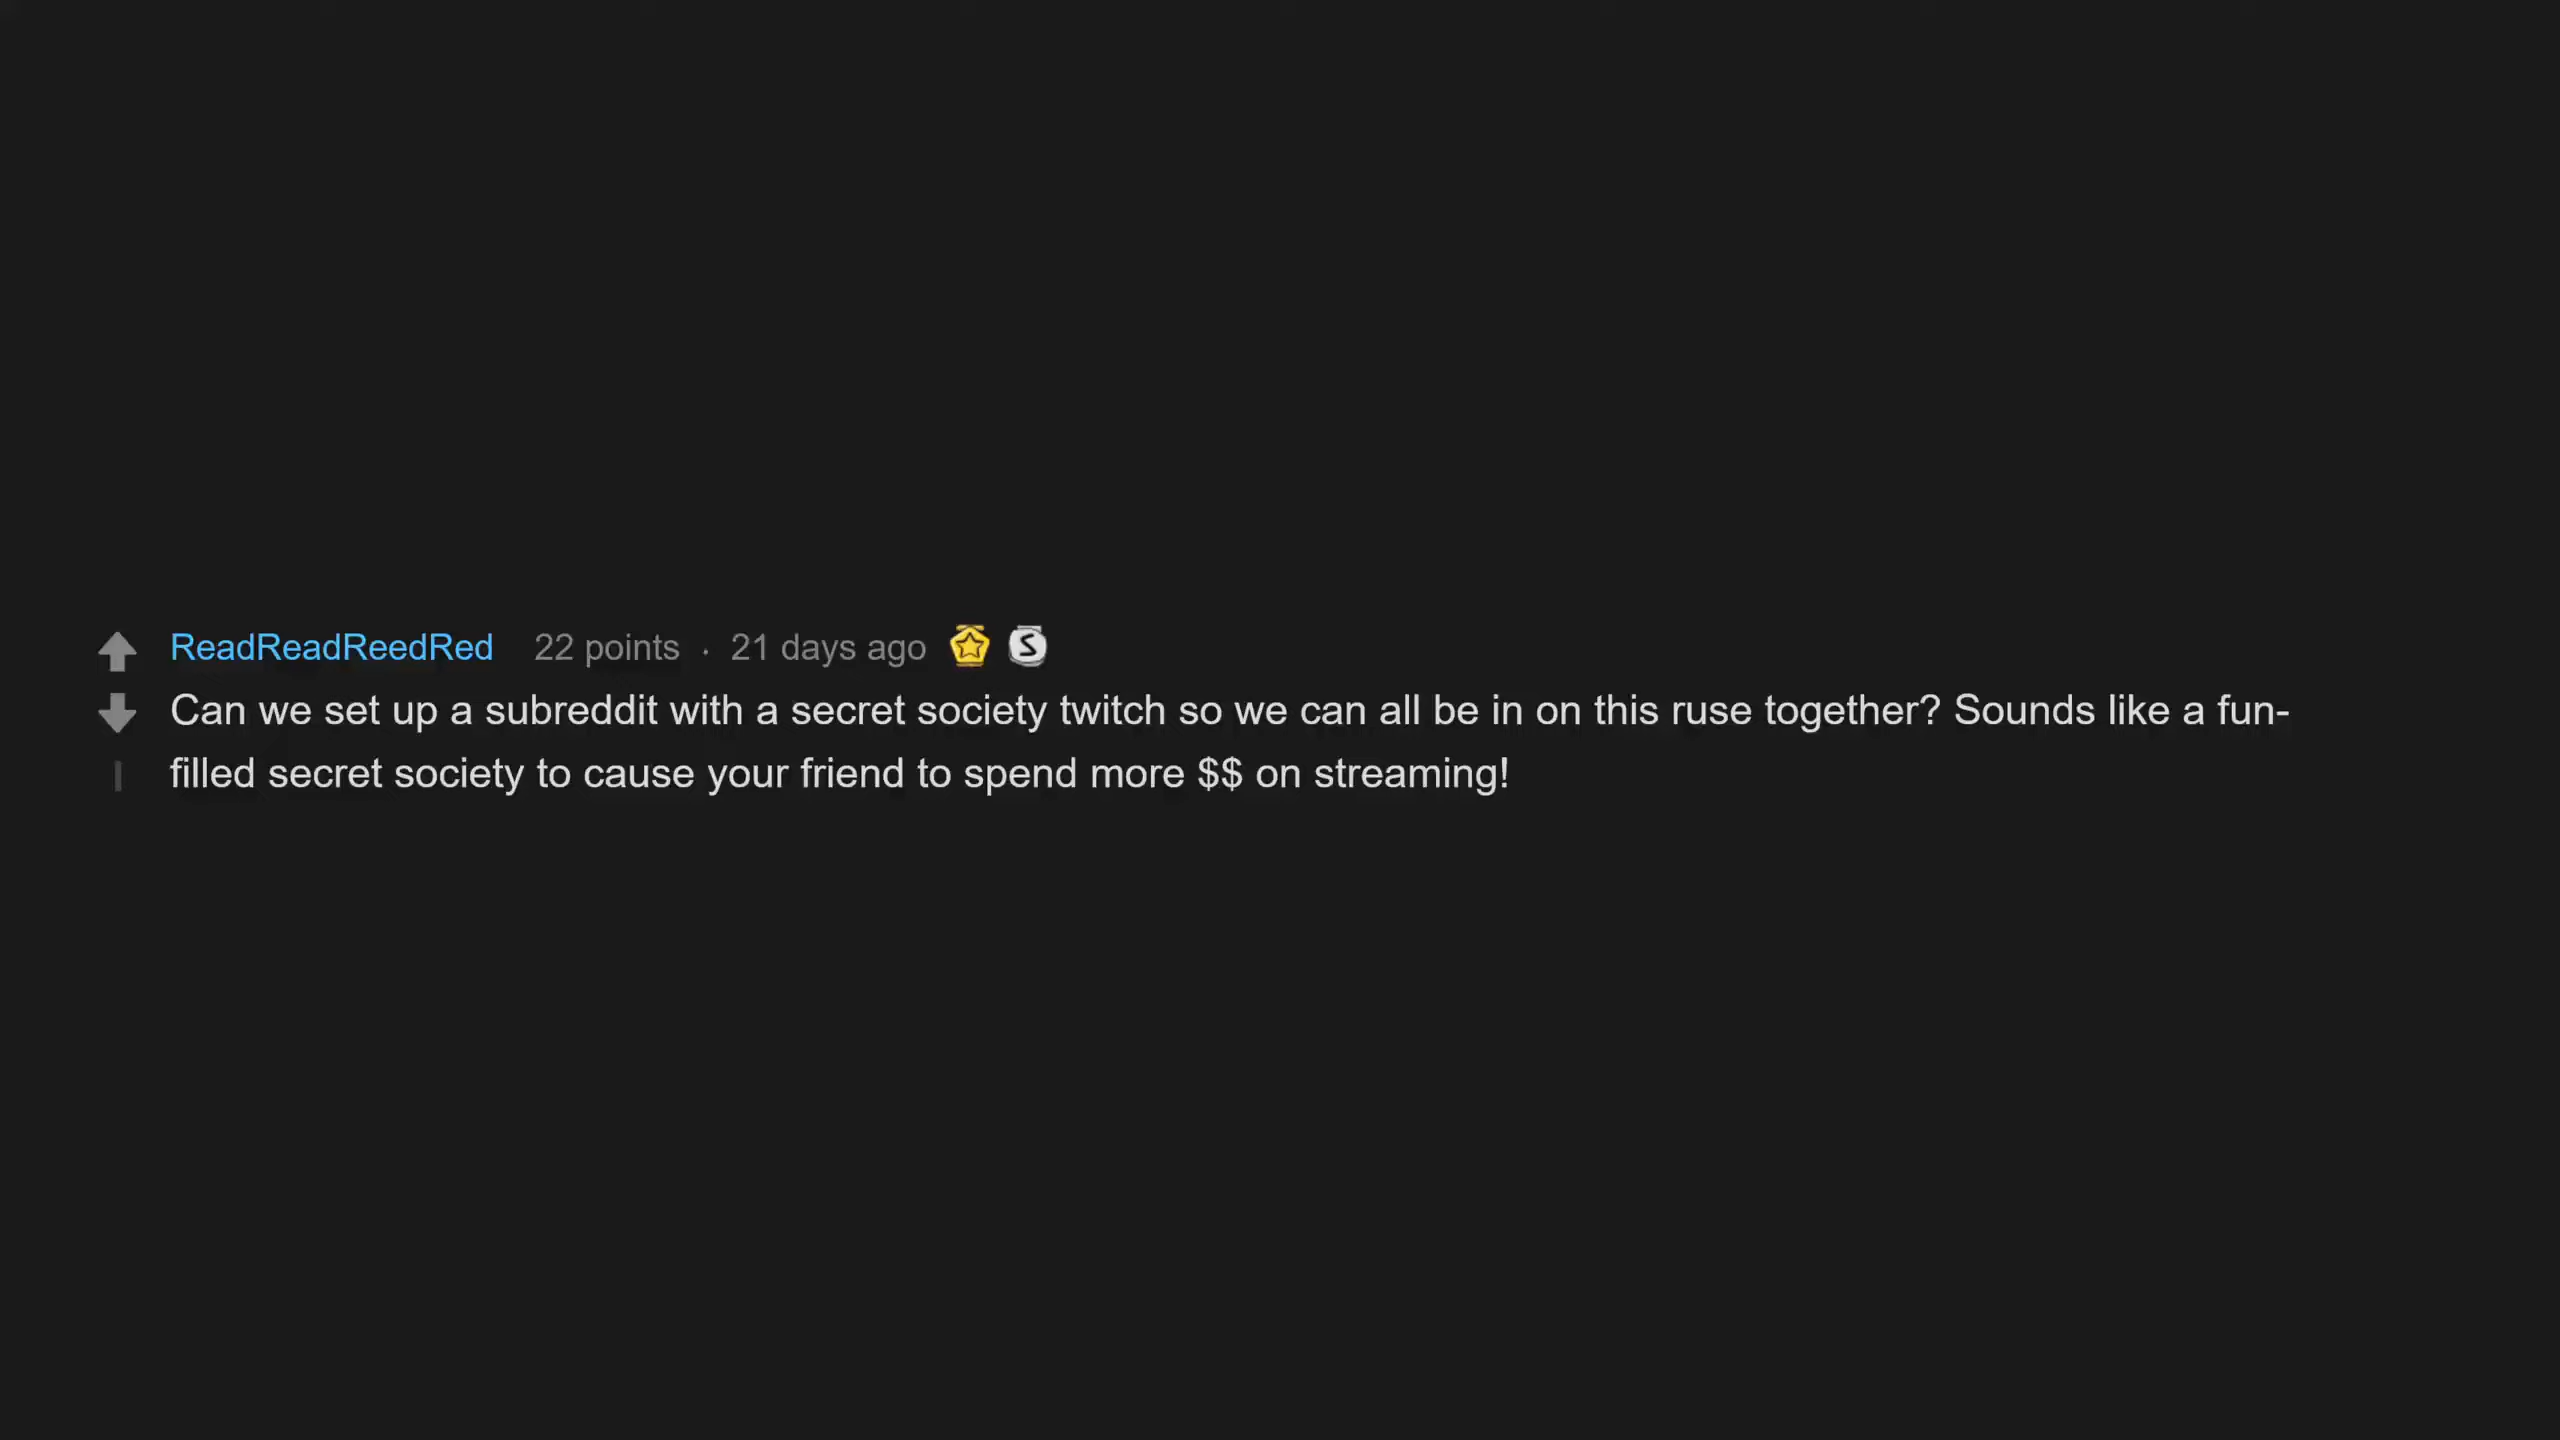 ReadReadReedRed 22 points · 21 days ago
Can we set up a subreddit with a secret society twitch so we can all be in on this ruse together? Sounds like a fun-
filled secret society to cause your friend to spend more $$ on streaming!